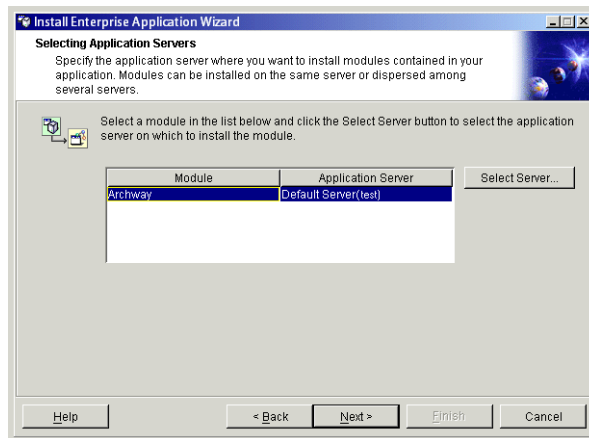 Install Enterprise Application Wizard
Selecting Application Servers
Specify the application server where you want to install modules contained in your
application. Modules can be installed on the same server or dispersed among
several servers.
Select a module in the list below and click the Select Server button to select the application
server on which to install the module.
Module Application Server Select Server...
Archway Default Server(test)
Help < Back Next > Finish Cancel